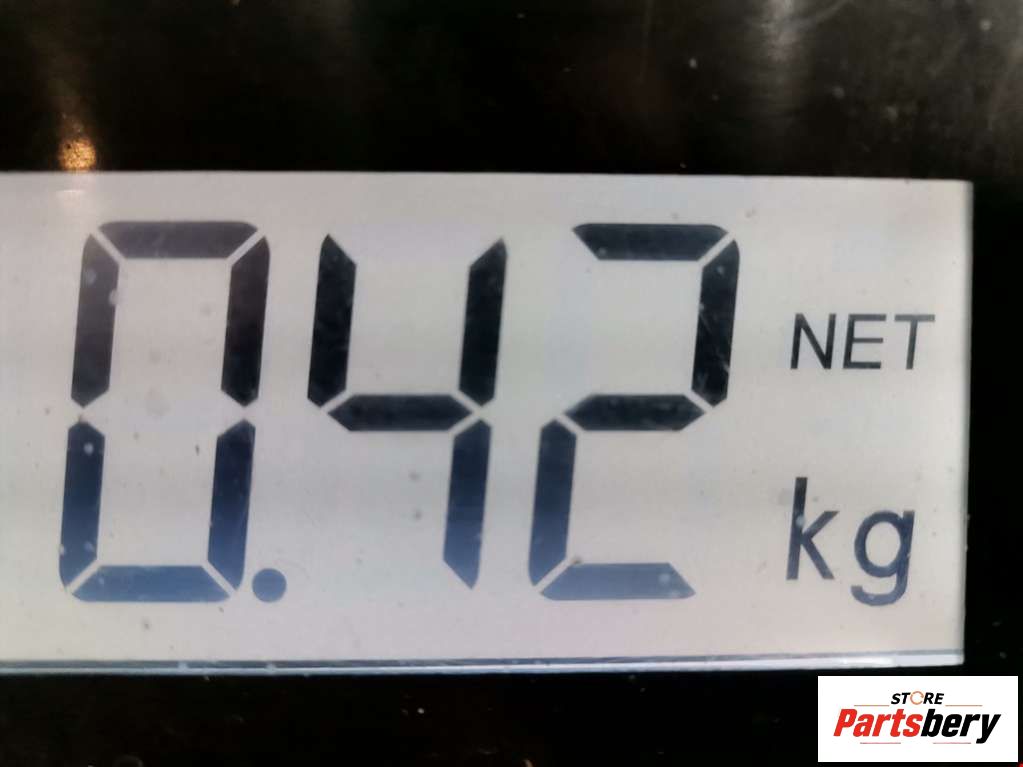 0.42
NET
kg
STORE
Partsbery